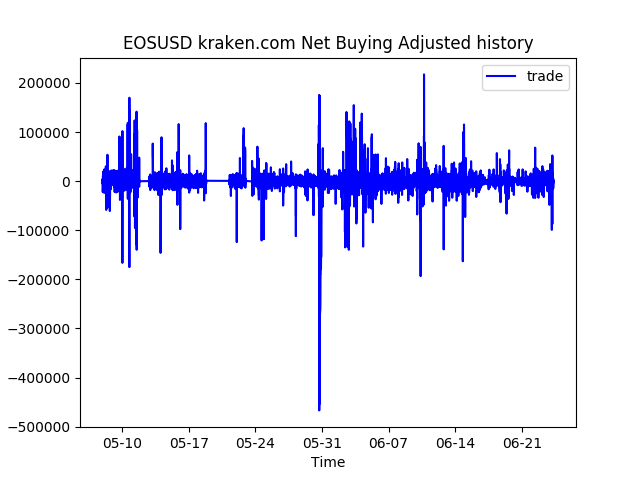 EOSUSD kraken.com Net Buying Adjusted history
trade
200000
100000
0
−100000
−200000
−300000
−400000
−500000
05-10 05-17 05-24 05-31 06-07 06-14 06-21
Time